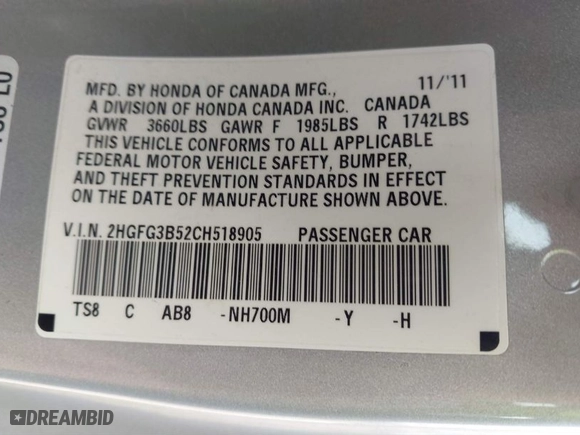 MFD. BY HONDA OF CANADA MFG., 11/'11
A DIVISION OF HONDA CANADA INC. CANADA
GVWR 3660LBS GAWR F 1985LBS R 1742LBS
THIS VEHICLE CONFORMS TO ALL APPLICABLE
FEDERAL MOTOR VEHICLE SAFETY, BUMPER,
AND THEFT PREVENTION STANDARDS IN EFFECT
ON THE DATE OF MANUFACTURE SHOWN ABOVE.
V.I.N. 2HGFG3B52CH518905 PASSENGER CAR
TS8 C AB8 -NH700M -Y -H
DREAMBID